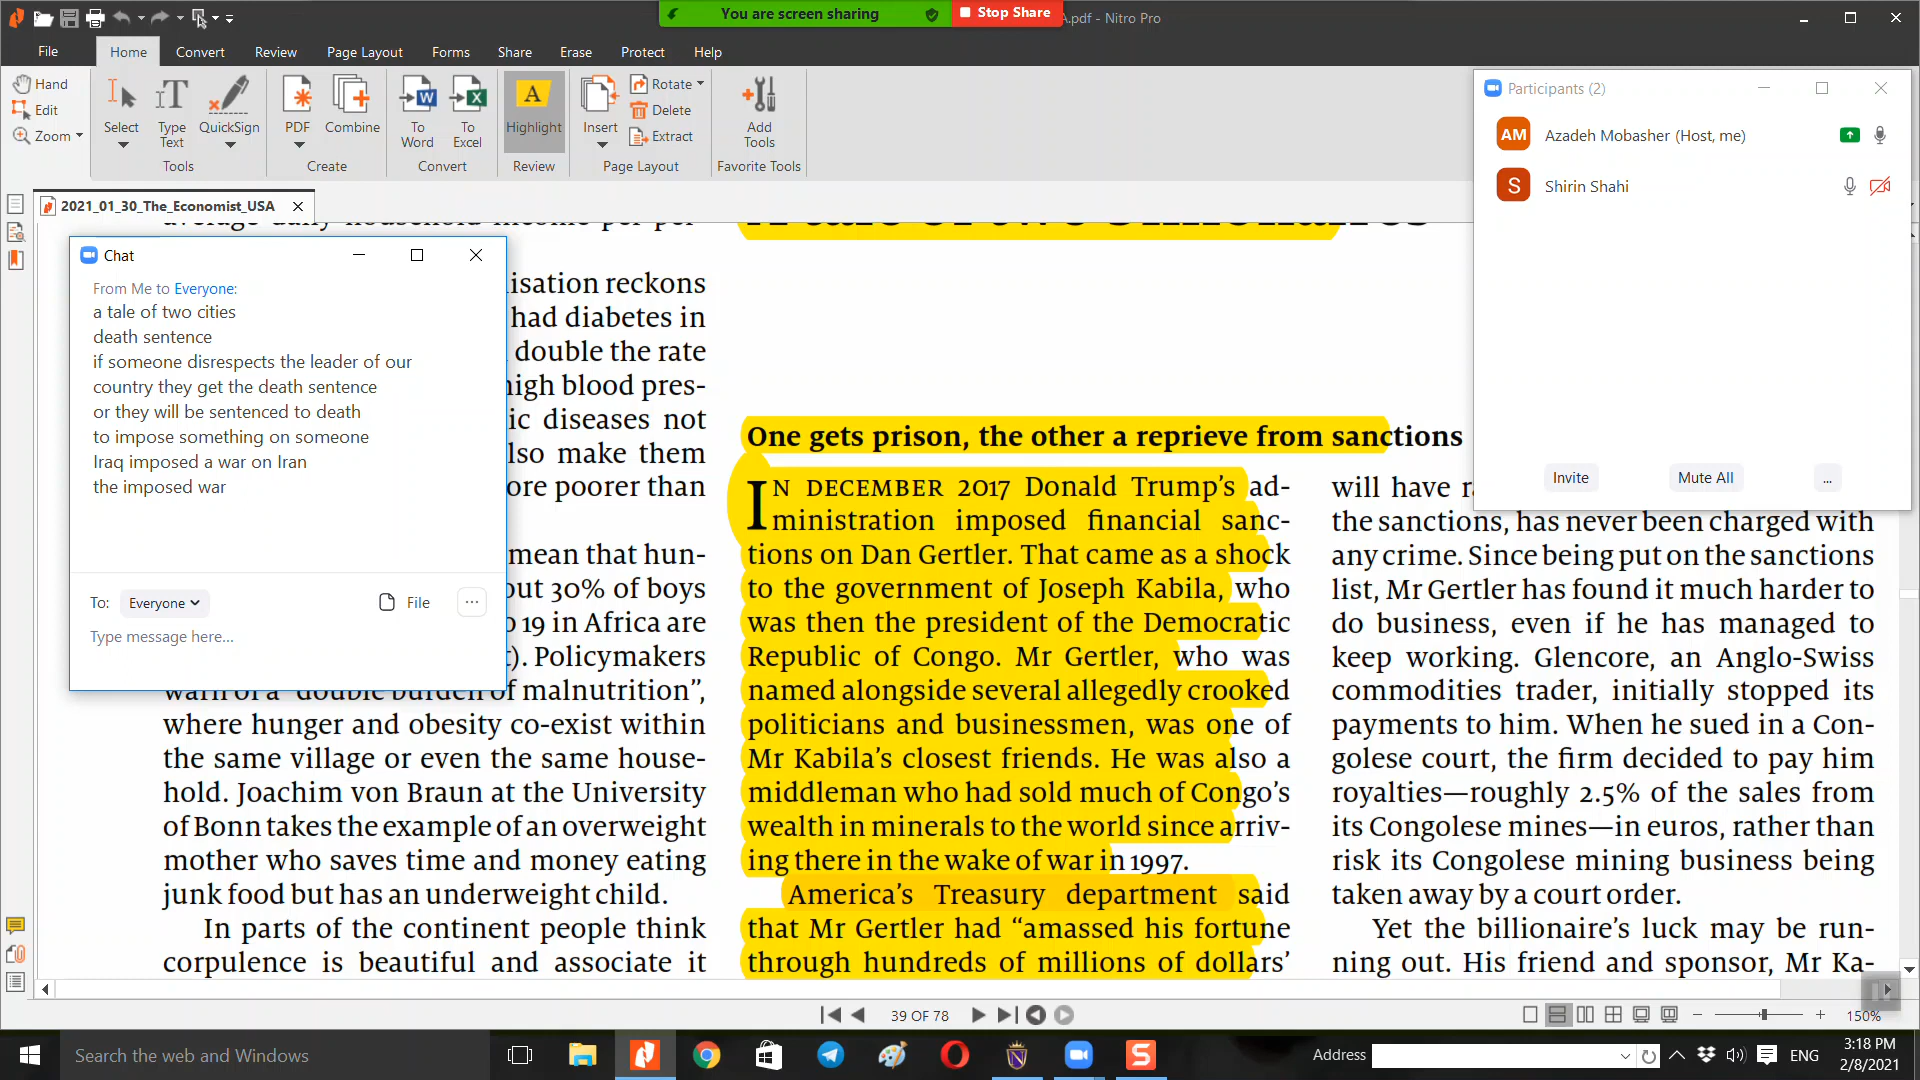 You are screen sharing
Stop Share
A.pdf - Nitro Pro
File
Home
Convert
Review
Page Layout
Forms
Share
Erase
Protect
Help
Hand
Edit
Zoom
Select
Type Text
QuickSign
Tools
PDF
Combine
Create
To Word
To Excel
Convert
Highlight
Review
Insert
Rotate
Delete
Extract
Page Layout
Add Tools
Favorite Tools
2021_01_30_The_Economist_USA
Chat
From Me to Everyone:
a tale of two cities
death sentence
if someone disrespects the leader of our
country they get the death sentence
or they will be sentenced to death
to impose something on someone
Iraq imposed a war on Iran
the imposed war
To: Everyone
File
...
Type message here...
Participants (2)
AM Azadeh Mobasher (Host, me)
S Shirin Shahi
Invite
Mute All
...
isation reckons
had diabetes in
double the rate
high blood pres-
ic diseases not
lso make them
ore poorer than
mean that hun-
out 30% of boys
19 in Africa are
). Policymakers
warn of a "double burden of malnutrition",
where hunger and obesity co-exist within
the same village or even the same house-
hold. Joachim von Braun at the University
of Bonn takes the example of an overweight
mother who saves time and money eating
junk food but has an underweight child.
In parts of the continent people think
corpulence is beautiful and associate it
One gets prison, the other a reprieve from sanctions
IN DECEMBER 2017 Donald Trump's ad-
ministration imposed financial sanc-
tions on Dan Gertler. That came as a shock
to the government of Joseph Kabila, who
was then the president of the Democratic
Republic of Congo. Mr Gertler, who was
named alongside several allegedly crooked
politicians and businessmen, was one of
Mr Kabila's closest friends. He was also a
middleman who had sold much of Congo's
wealth in minerals to the world since arriv-
ing there in the wake of war in 1997.
America's Treasury department said
that Mr Gertler had "amassed his fortune
through hundreds of millions of dollars'
will have
the sanctions, has never been charged with
any crime. Since being put on the sanctions
list, Mr Gertler has found it much harder to
do business, even if he has managed to
keep working. Glencore, an Anglo-Swiss
commodities trader, initially stopped its
payments to him. When he sued in a Con-
golese court, the firm decided to pay him
royalties—roughly 2.5% of the sales from
its Congolese mines—in euros, rather than
risk its Congolese mining business being
taken away by a court order.
Yet the billionaire's luck may be run-
ning out. His friend and sponsor, Mr Ka-
39 OF 78
150%
Search the web and Windows
Address
ENG
3:18 PM
2/8/2021